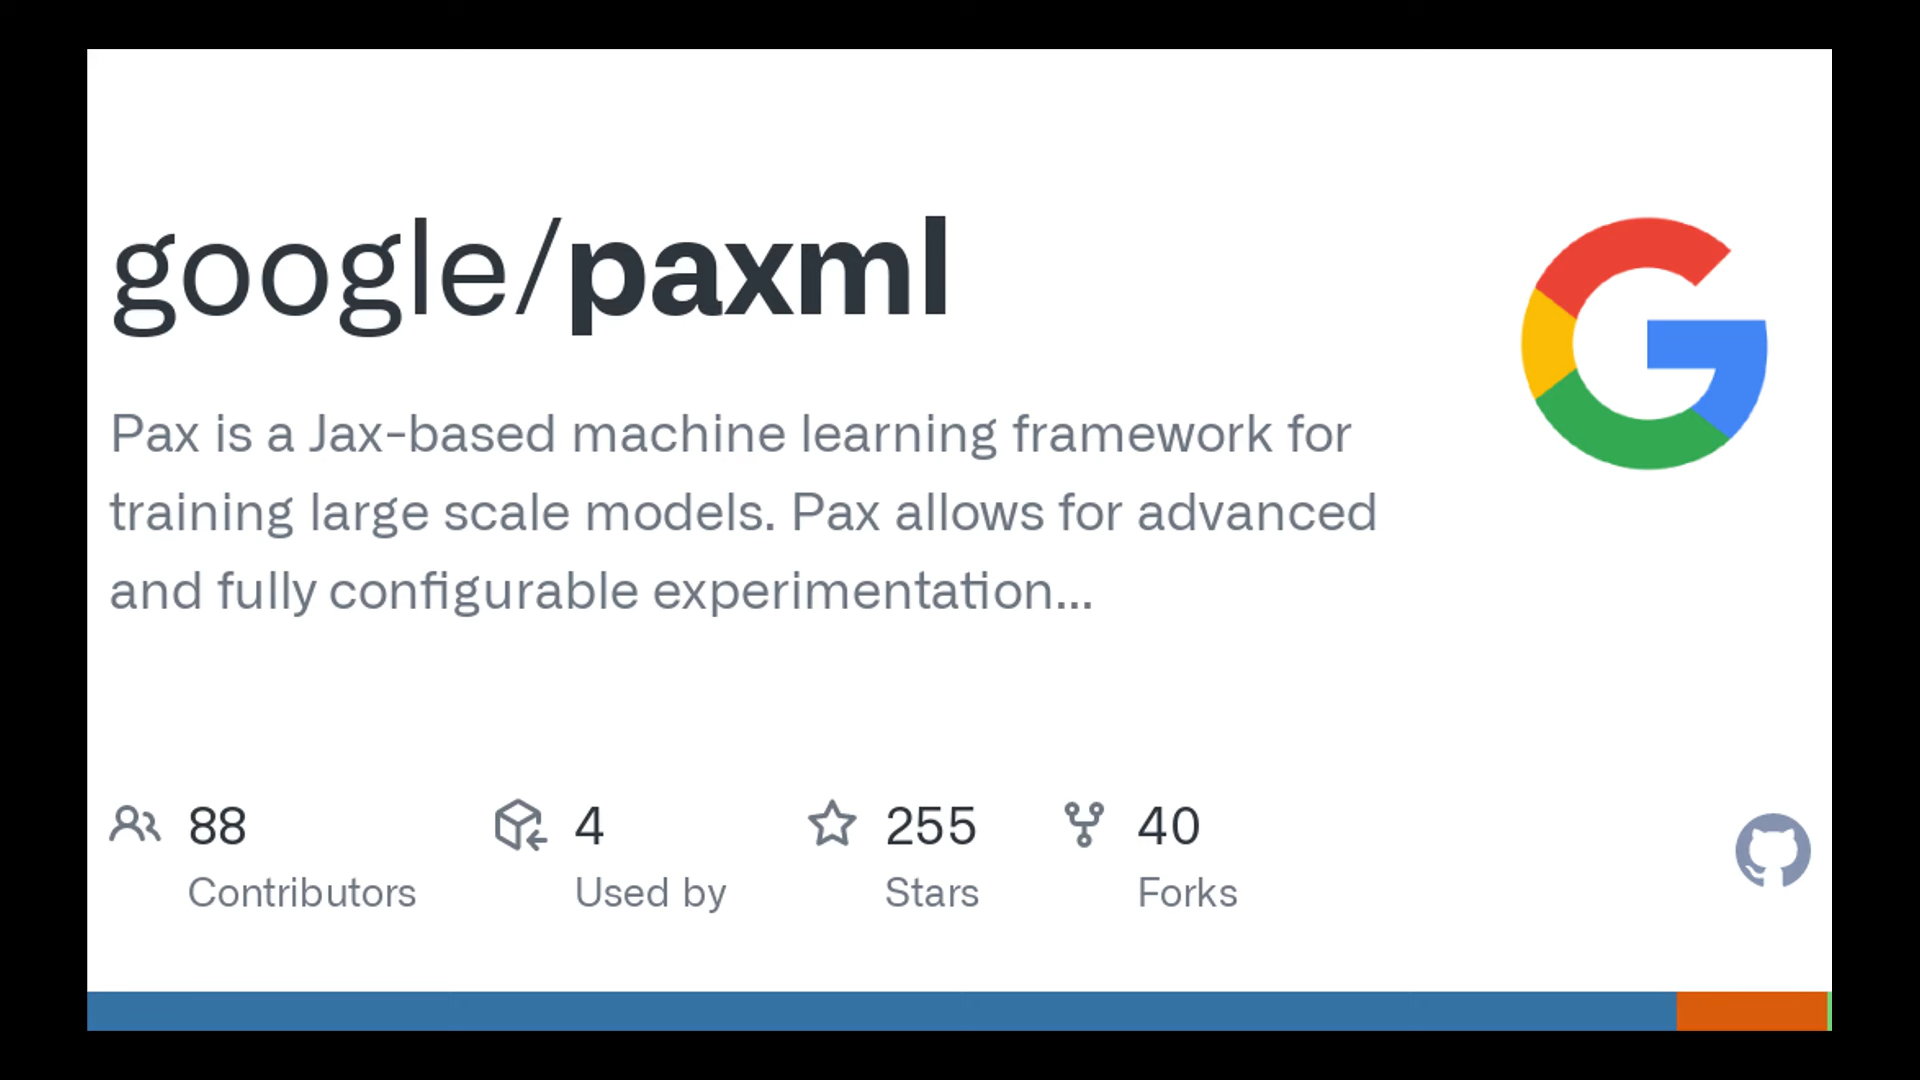 google/paxml
Pax is a Jax-based machine learning framework for
training large scale models. Pax allows for advanced
and fully configurable experimentation...
88 4 255 40
Contributors Used by Stars Forks